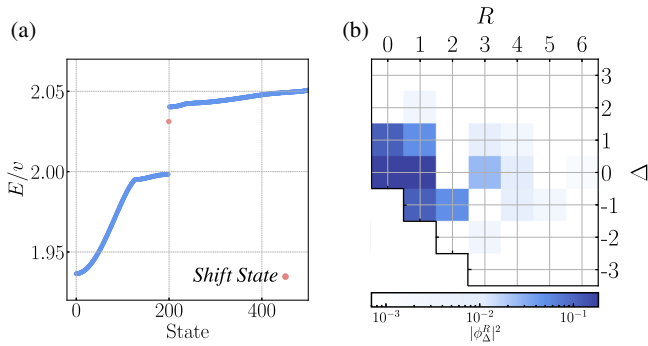 (a)
2.05
2.00
1.95
E/v
0 200 400
State
Shift State
(b)
R
0 1 2 3 4 5 6
3
2
1
0
-1
-2
-3
Δ
10⁻³ 10⁻² 10⁻¹
|ϕ_Δ^R|²